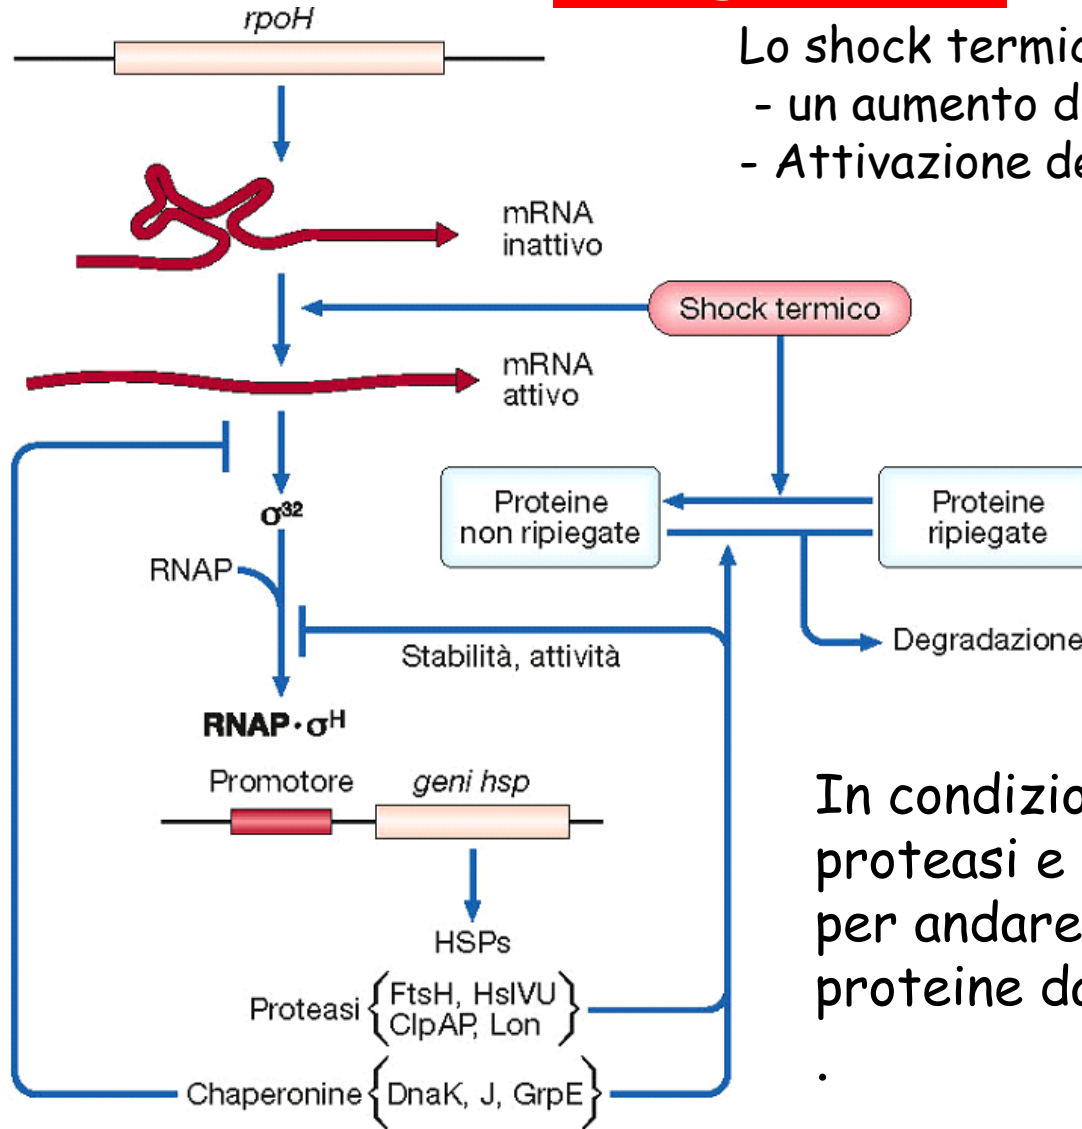 rpoH
Lo shock termic
- un aumento d
- Attivazione de
mRNA
inattivo
Shock termico
mRNA
attivo
Proteine
non ripiegate
Proteine
ripiegate
σ32
RNAP
Stabilità, attività
Degradazione
RNAP·σH
Promotore
geni hsp
In condizio
proteasi e
per andare
proteine da
.
HSPs
Proteasi {FtsH, HslVU
ClpAP, Lon}
Chaperonine {DnaK, J, GrpE}